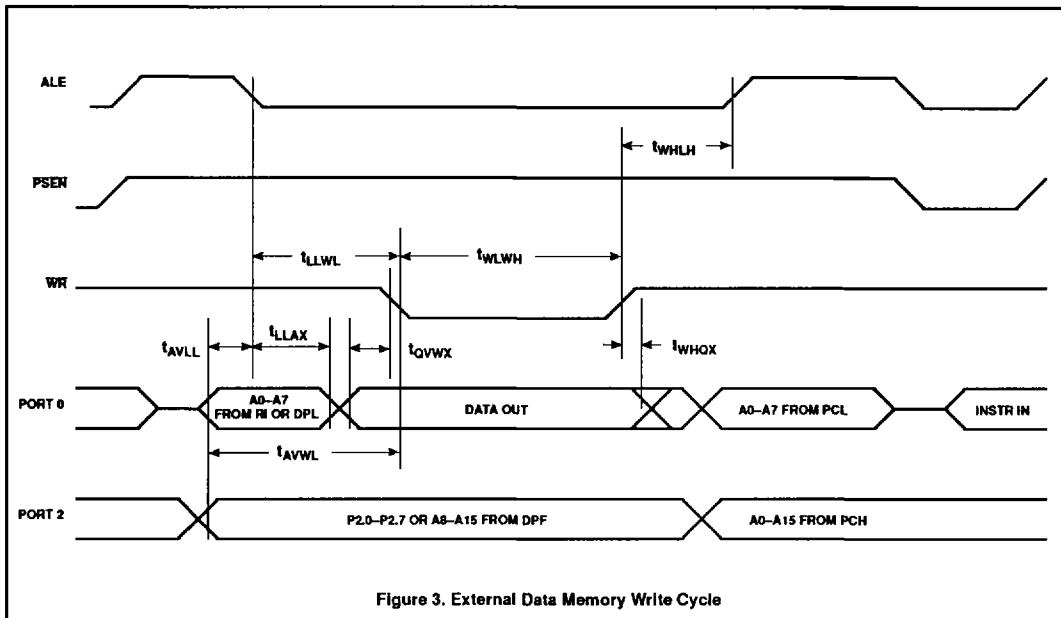 ALE
tWHLH
PSEN
tLLWL
tWLWH
WR
tAVLL
tLLAX
tQVWX
tWHQX
PORT 0
A0–A7
FROM RI OR DPL
DATA OUT
A0–A7 FROM PCL
INSTR IN
tAVWL
PORT 2
P2.0–P2.7 OR A8–A15 FROM DPF
A0–A15 FROM PCH
Figure 3. External Data Memory Write Cycle